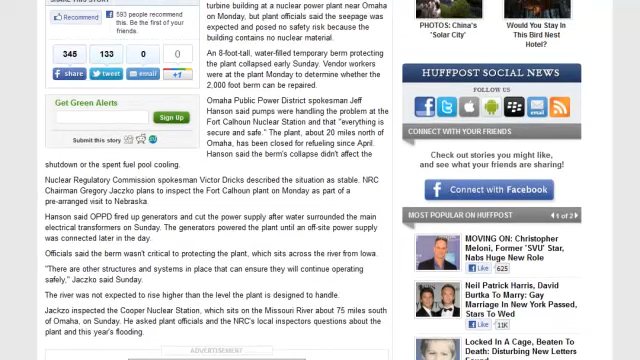 SHARE THIS STORY
Recommend
593 people recommend this. Be the first of your friends.
345
133
0
0
share
tweet
email
+1
Get Green Alerts
Sign Up
Submit this story
turbine building at a nuclear power plant near Omaha
on Monday, but plant officials said the seepage was
expected and posed no safety risk because the
building contains no nuclear material.
An 8-foot-tall, water-filled temporary berm protecting
the plant collapsed early Sunday. Vendor workers
were at the plant Monday to determine whether the
2,000 foot berm can be repaired.
Omaha Public Power District spokesman Jeff
Hanson said pumps were handling the problem at the
Fort Calhoun Nuclear Station and that "everything is
secure and safe." The plant, about 20 miles north of
Omaha, has been closed for refueling since April.
Hanson said the berm's collapse didn't affect the
shutdown or the spent fuel pool cooling.
Nuclear Regulatory Commission spokesman Victor Dricks described the situation as stable. NRC
Chairman Gregory Jaczko plans to inspect the Fort Calhoun plant on Monday as part of a
pre-arranged visit to Nebraska.
Hanson said OPPD fired up generators and cut the power supply after water surrounded the main
electrical transformers on Sunday. The generators powered the plant until an off-site power supply
was connected later in the day.
Officials said the berm wasn't critical to protecting the plant, which sits across the river from Iowa.
"There are other structures and systems in place that can ensure they will continue operating
safely," Jaczko said Sunday.
The river was not expected to rise higher than the level the plant is designed to handle.
Jackzo inspected the Cooper Nuclear Station, which sits on the Missouri River about 75 miles south
of Omaha, on Sunday. He asked plant officials and the NRC's local inspectors questions about the
plant and this year's flooding.
ADVERTISEMENT
PHOTOS: China's
'Solar City'
Would You Stay In
This Bird Nest
Hotel?
HUFFPOST SOCIAL NEWS
FOLLOW US
email
CONNECT WITH YOUR FRIENDS
Check out stories you might like,
and see what your friends are sharing!
Connect with Facebook
MOST POPULAR ON HUFFPOST
1 of 2
MOVING ON: Christopher
Meloni, Former 'SVU' Star,
Nabs Huge New Role
Like 625
Neil Patrick Harris, David
Burtka To Marry: Gay
Marriage In New York Passed,
Stars To Wed
Like 11K
Locked In A Cage, Beaten To
Death: Disturbing New Letters